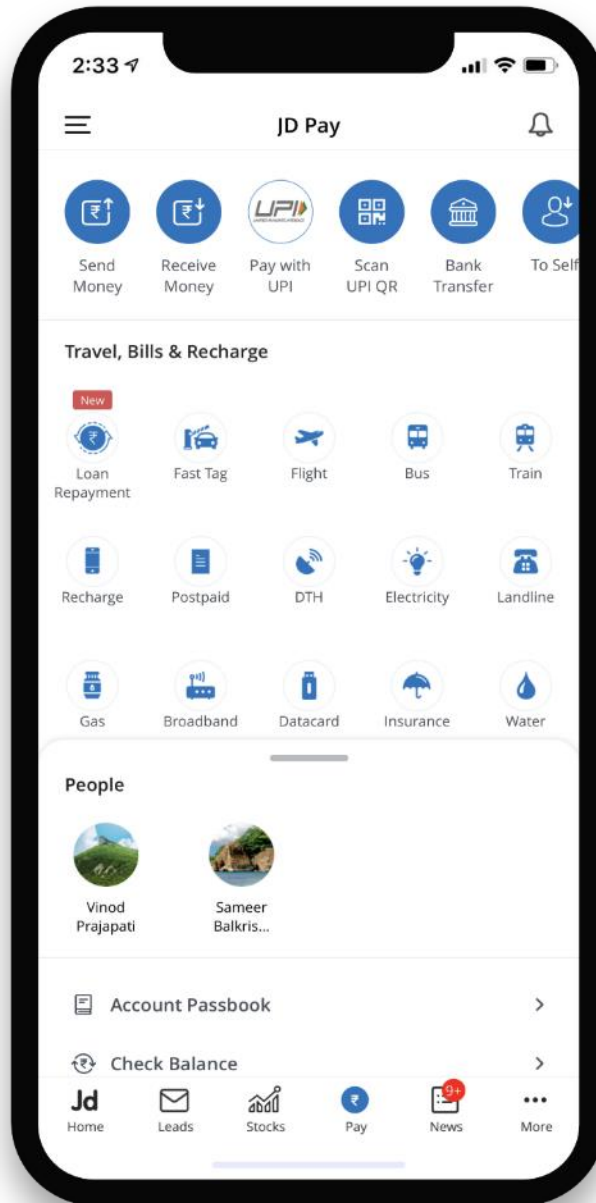 2:33
JD Pay
UPI
Send Money
Receive Money
Pay with UPI
Scan UPI QR
Bank Transfer
To Self
Travel, Bills & Recharge
New
Loan Repayment
Fast Tag
Flight
Bus
Train
Recharge
Postpaid
DTH
Electricity
Landline
Gas
Broadband
Datacard
Insurance
Water
People
Vinod Prajapati
Sameer Balkris...
Account Passbook
Check Balance
9+
Jd
Home
Leads
Stocks
Pay
News
More